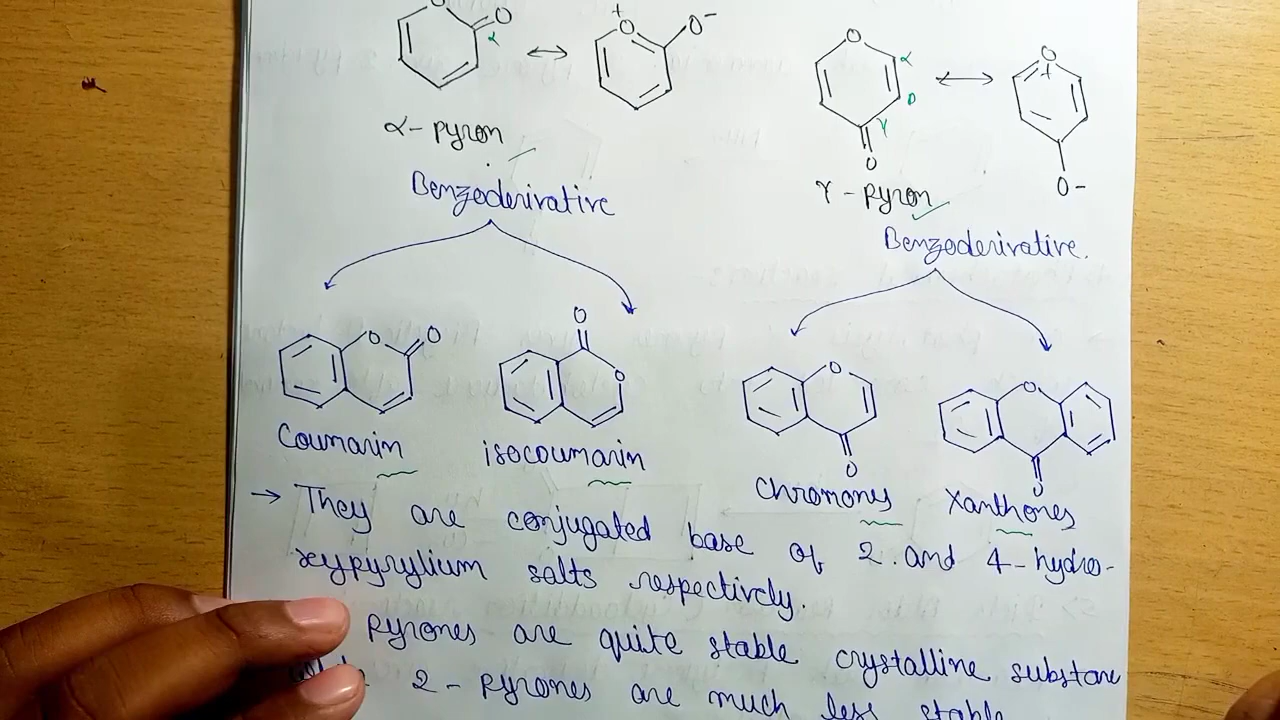 α- pyron
γ - pyron
Benzoderivative
Benzoderivative.
Coumarin
isocoumarin
Chromones
Xanthones
→ They are conjugated base of 2 and 4-hydro-
xypyrylium salts respectively.
pyrones are quite stable crystalline substane
2 - pyrones are much less stable